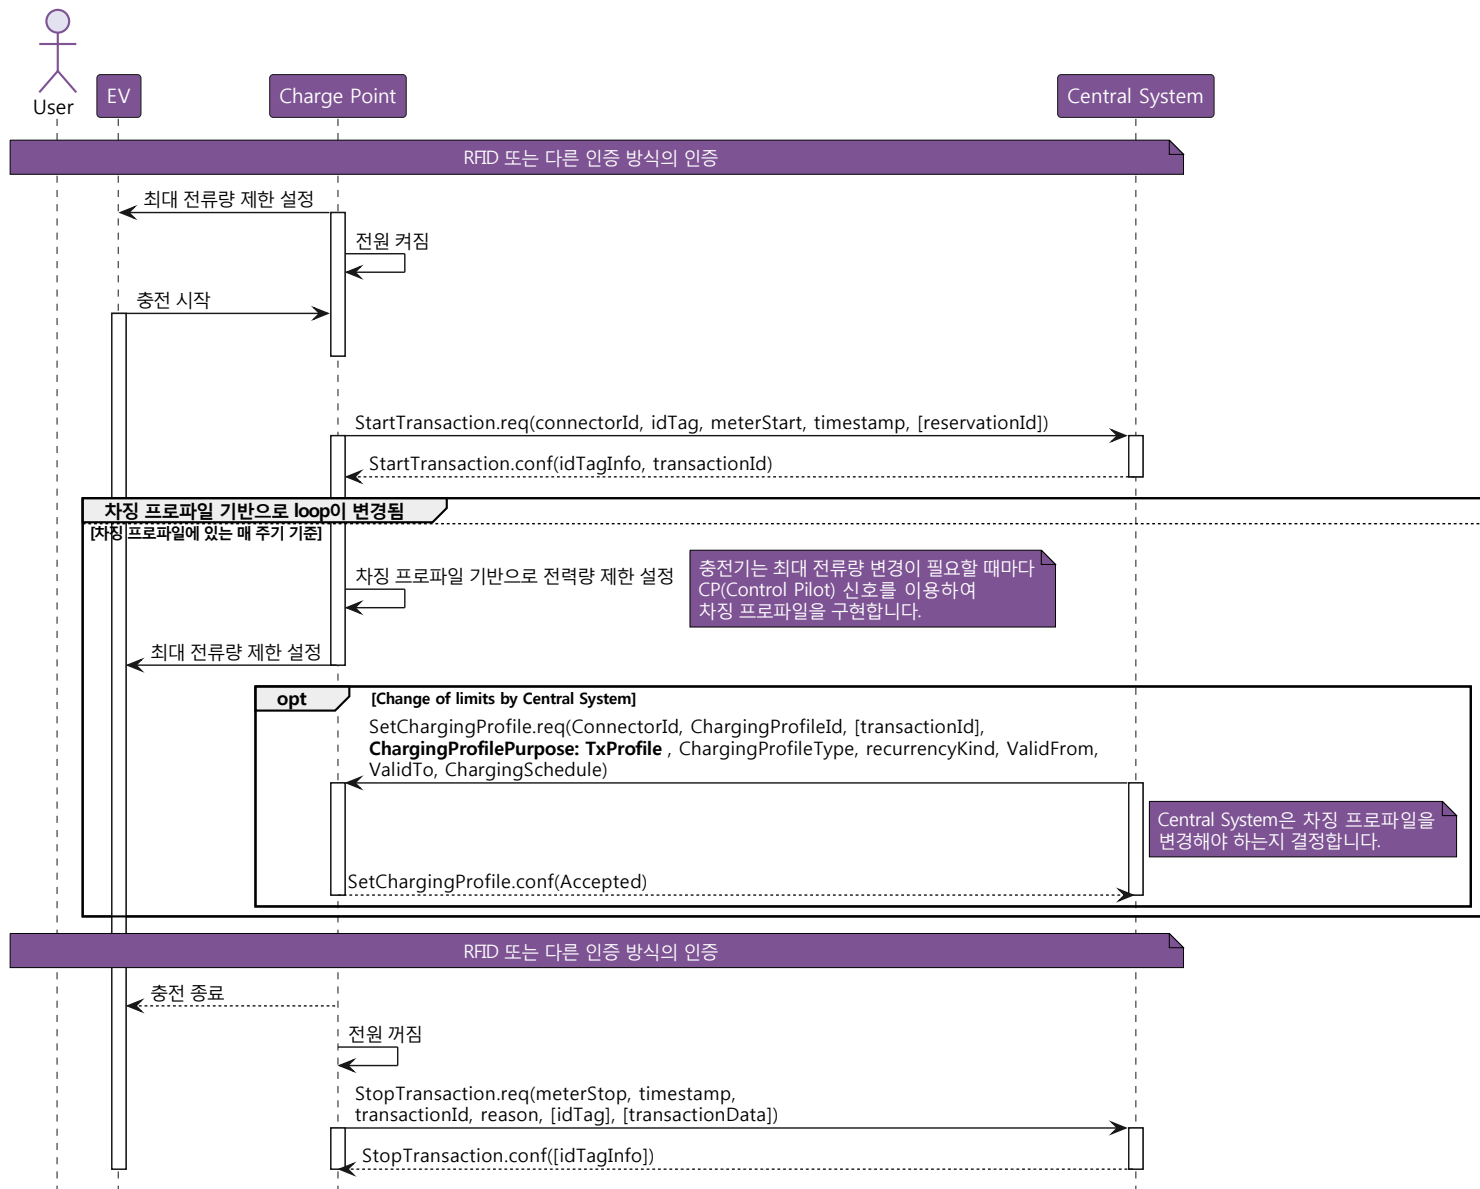 User
EV
Charge Point
Central System
RFID 또는 다른 인증 방식의 인증
최대 전류량 제한 설정
전원 켜짐
충전 시작
StartTransaction.req(connectorId, idTag, meterStart, timestamp, [reservationId])
StartTransaction.conf(idTagInfo, transactionId)
차징 프로파일 기반으로 loop이 변경됨
[차징 프로파일에 있는 매 주기 기준]
차징 프로파일 기반으로 전력량 제한 설정
충전기는 최대 전류량 변경이 필요할 때마다
CP(Control Pilot) 신호를 이용하여
차징 프로파일을 구현합니다.
최대 전류량 제한 설정
opt
[Change of limits by Central System]
SetChargingProfile.req(ConnectorId, ChargingProfileId, [transactionId],
ChargingProfilePurpose: TxProfile , ChargingProfileType, recurrencyKind, ValidFrom,
ValidTo, ChargingSchedule)
Central System은 차징 프로파일을
변경해야 하는지 결정합니다.
SetChargingProfile.conf(Accepted)
RFID 또는 다른 인증 방식의 인증
충전 종료
전원 꺼짐
StopTransaction.req(meterStop, timestamp,
transactionId, reason, [idTag], [transactionData])
StopTransaction.conf([idTagInfo])